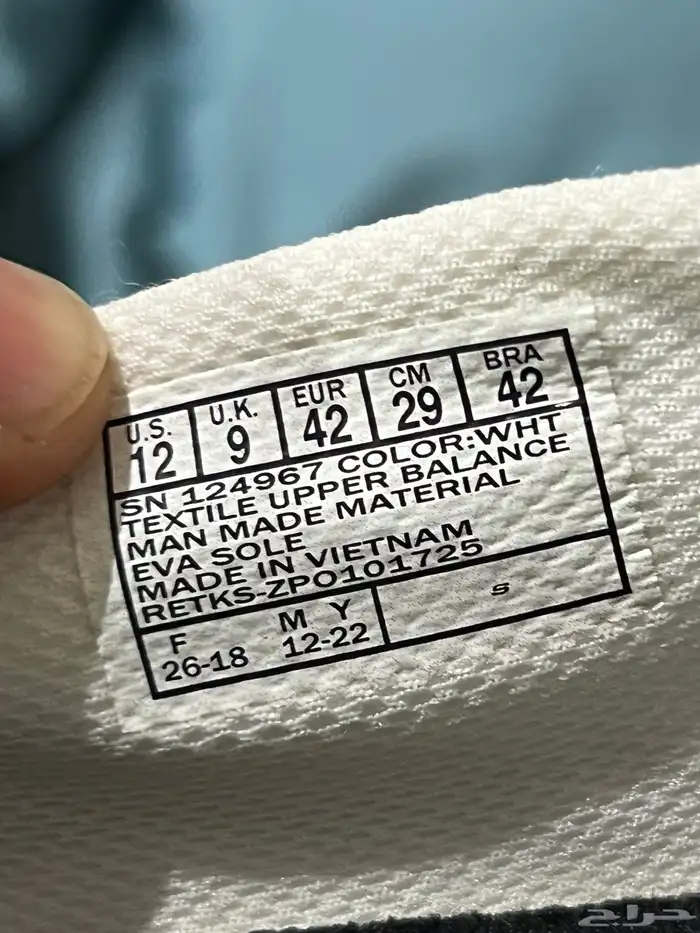 U.S. U.K. EUR CM BRA
12 9 42 29 42
SN 124967 COLOR:WHT
TEXTILE UPPER BALANCE
MAN MADE MATERIAL
EVA SOLE
MADE IN VIETNAM
RETKS-ZPO101725
F M Y S
26-18 12-22
حراج